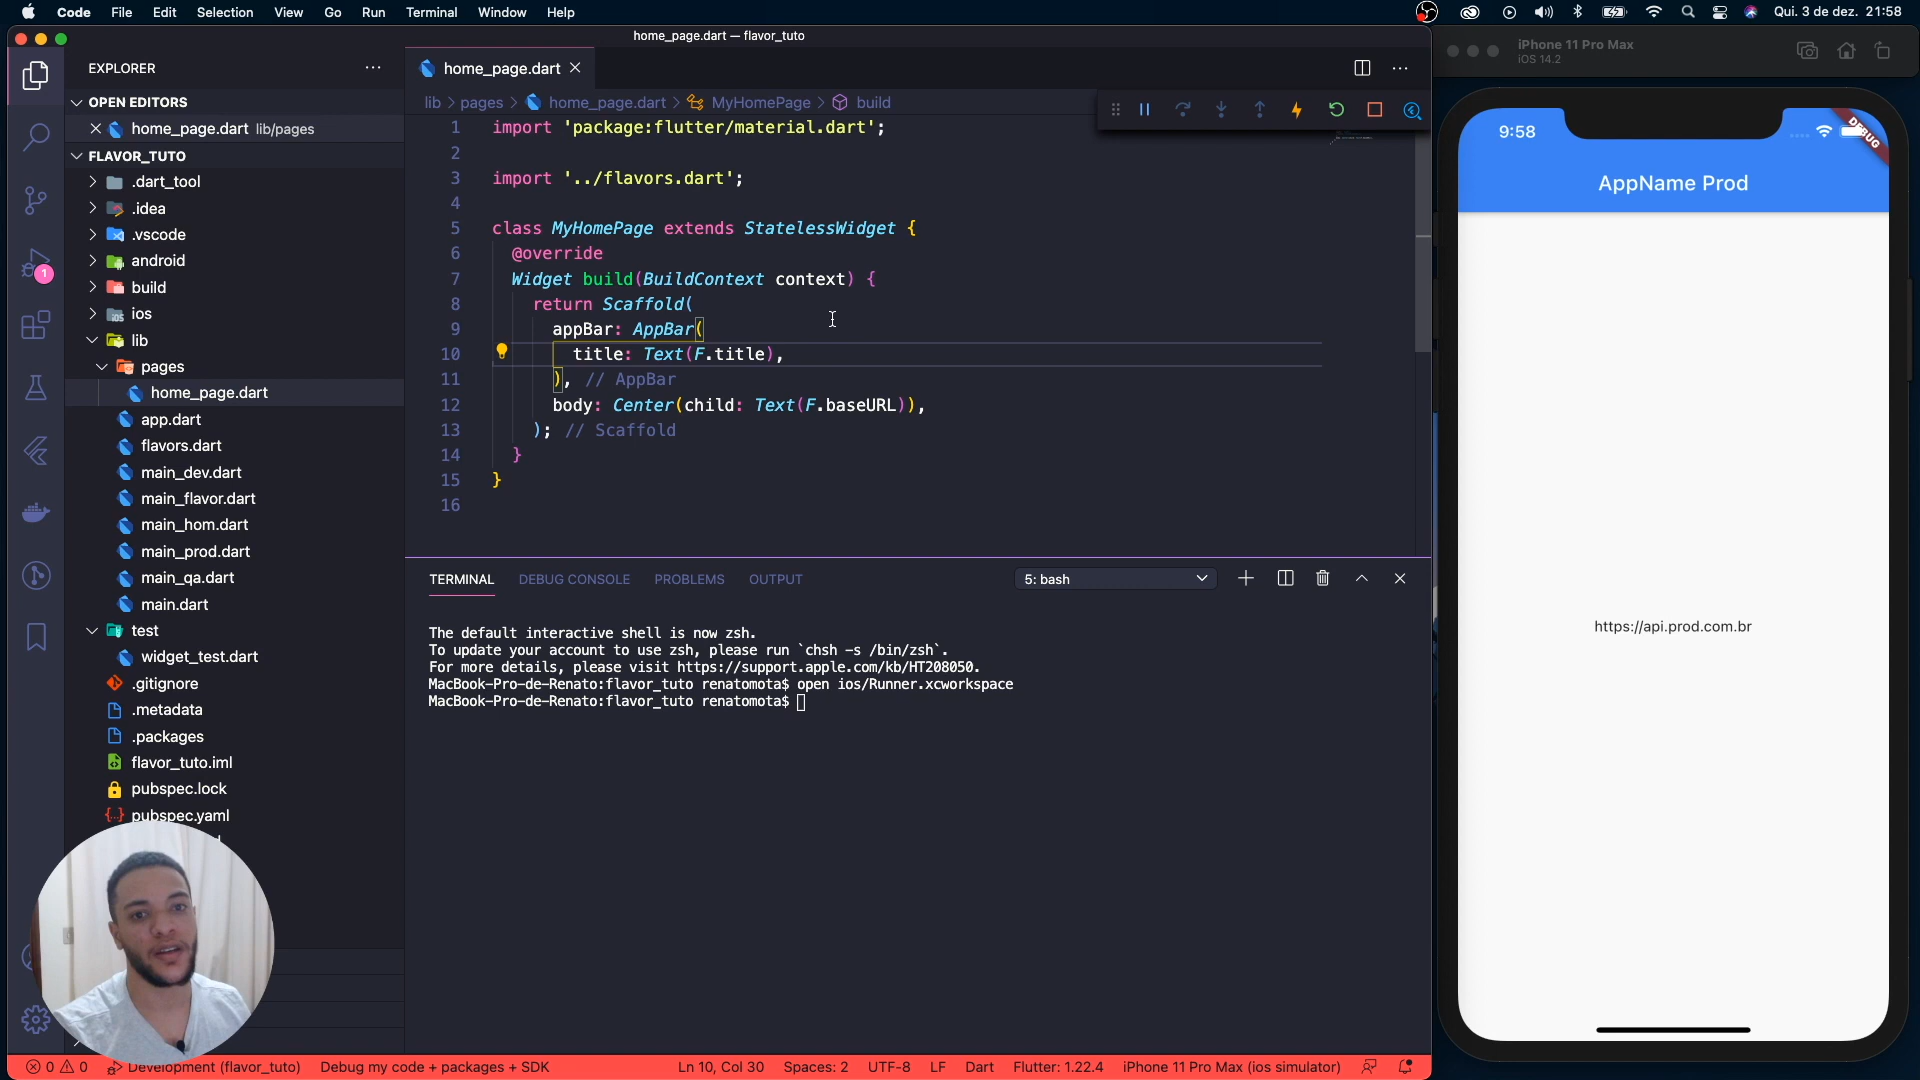 Code File Edit Selection View Go Run Terminal Window Help
Qui. 3 de dez. 21:58
home_page.dart — flavor_tuto
EXPLORER
OPEN EDITORS
home_page.dart lib/pages
FLAVOR_TUTO
.dart_tool
.idea
.vscode
android
build
ios
lib
pages
home_page.dart
app.dart
flavors.dart
main_dev.dart
main_flavor.dart
main_hom.dart
main_prod.dart
main_qa.dart
main.dart
test
widget_test.dart
.gitignore
.metadata
.packages
flavor_tuto.iml
pubspec.lock
pubspec.yaml
1
home_page.dart
lib > pages > home_page.dart > MyHomePage > build
1 import 'package:flutter/material.dart';
2
3 import '../flavors.dart';
4
5 class MyHomePage extends StatelessWidget {
6 @override
7 Widget build(BuildContext context) {
8 return Scaffold(
9 appBar: AppBar(
10 title: Text(F.title),
11 ), // AppBar
12 body: Center(child: Text(F.baseURL)),
13 ); // Scaffold
14 }
15 }
16
TERMINAL DEBUG CONSOLE PROBLEMS OUTPUT
5: bash
The default interactive shell is now zsh.
To update your account to use zsh, please run `chsh -s /bin/zsh`.
For more details, please visit https://support.apple.com/kb/HT208050.
MacBook-Pro-de-Renato:flavor_tuto renatomota$ open ios/Runner.xcworkspace
MacBook-Pro-de-Renato:flavor_tuto renatomota$
0 0 Development (flavor_tuto) Debug my code + packages + SDK
Ln 10, Col 30 Spaces: 2 UTF-8 LF Dart Flutter: 1.22.4 iPhone 11 Pro Max (ios simulator)
iPhone 11 Pro Max
iOS 14.2
9:58
DEBUG
AppName Prod
https://api.prod.com.br